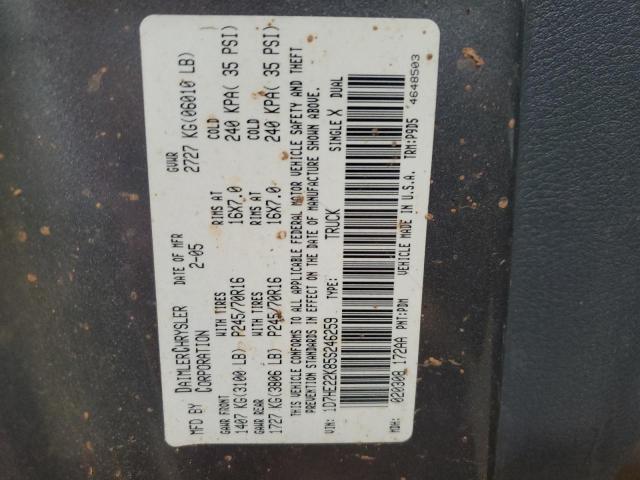 MFD BY DAIMLERCHRYSLER CORPORATION DATE OF MFR 2-05 GVWR 2727 KG(06010 LB)
GAWR FRONT WITH TIRES RIMS AT COLD
1407 KG(3100 LB) P245/70R16 16X7.0 240 KPA( 35 PSI)
GAWR REAR WITH TIRES RIMS AT COLD
1727 KG(3806 LB) P245/70R16 16X7.0 240 KPA( 35 PSI)
THIS VEHICLE CONFORMS TO ALL APPLICABLE FEDERAL MOTOR VEHICLE SAFETY AND THEFT
PREVENTION STANDARDS IN EFFECT ON THE DATE OF MANUFACTURE SHOWN ABOVE.
VIN: 1D7HE22K85S246259 TYPE: TRUCK SINGLE X DUAL
MDH: 020308 172AA PNT:PDM VEHICLE MADE IN U.S.A. TRM:P9D5 4648503